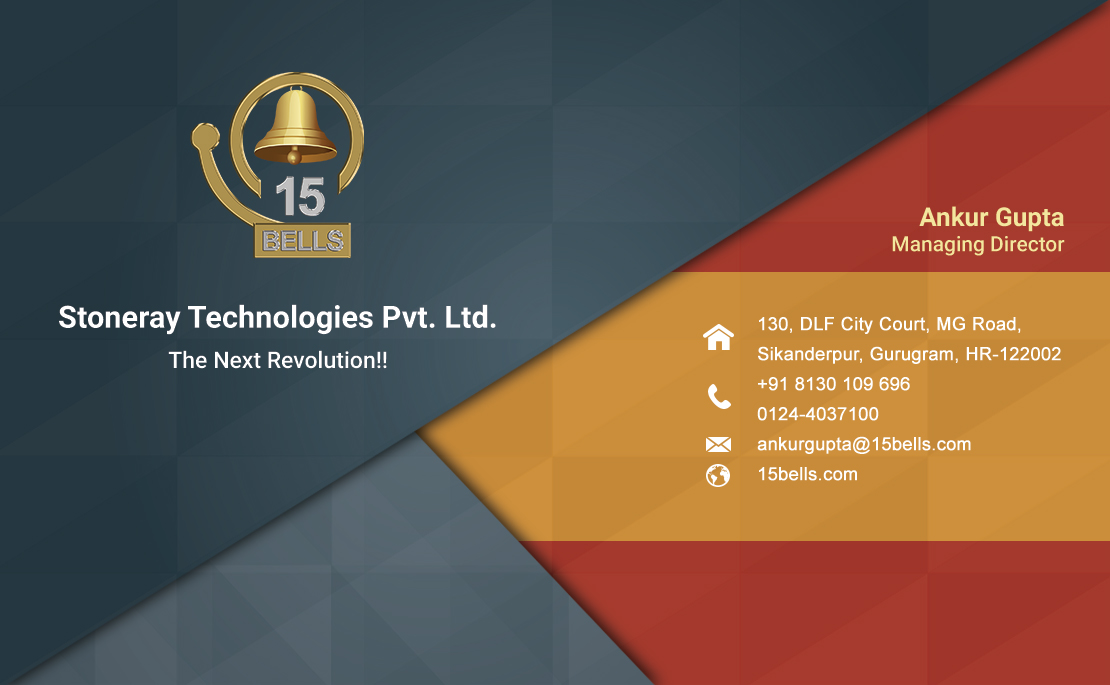 15
BELLS
Stoneray Technologies Pvt. Ltd.
The Next Revolution!!
Ankur Gupta
Managing Director
130, DLF City Court, MG Road,
Sikanderpur, Gurugram, HR-122002
+91 8130 109 696
0124-4037100
ankurgupta@15bells.com
15bells.com